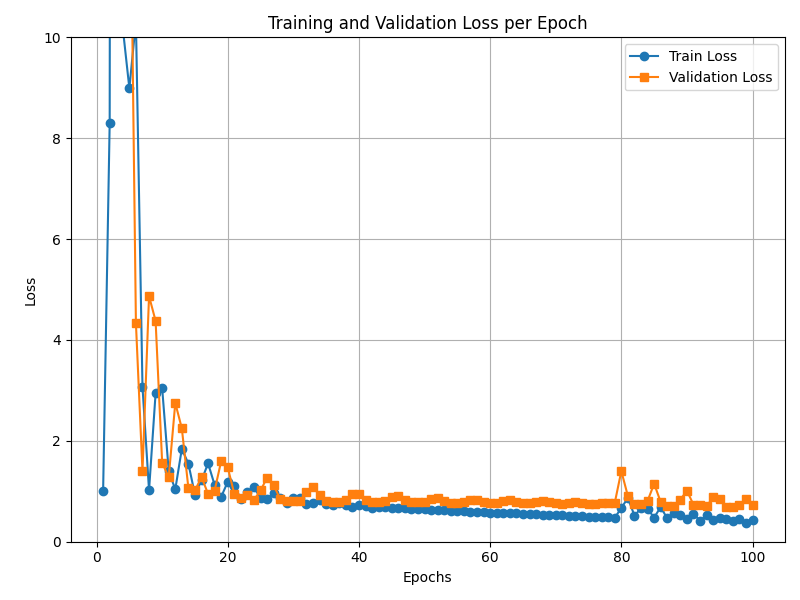 Training and Validation Loss per Epoch
Train Loss
Validation Loss
10
8
6
4
2
0
Loss
0 20 40 60 80 100
Epochs